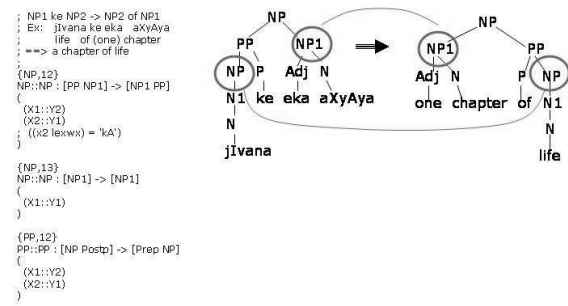 ; NP1 ke NP2 -> NP2 of NP1
; Ex: jIvana ke eka aXyAya
; life of (one) chapter
; ==> a chapter of life
;
{NP,12}
NP::NP : [PP NP1] -> [NP1 PP]
(
(X1::Y2)
(X2::Y1)
; ((x2 lexwx) = 'kA')
)
{NP,13}
NP::NP : [NP1] -> [NP1]
(
(X1::Y1)
)
{PP,12}
PP::PP : [NP Postp] -> [Prep NP]
(
(X1::Y2)
(X2::Y1)
)
NP
PP NP1
NP P Adj N
N1 ke eka aXyAya
N
jIvana
NP
NP1 PP
Adj N P NP
one chapter of N1
N
life